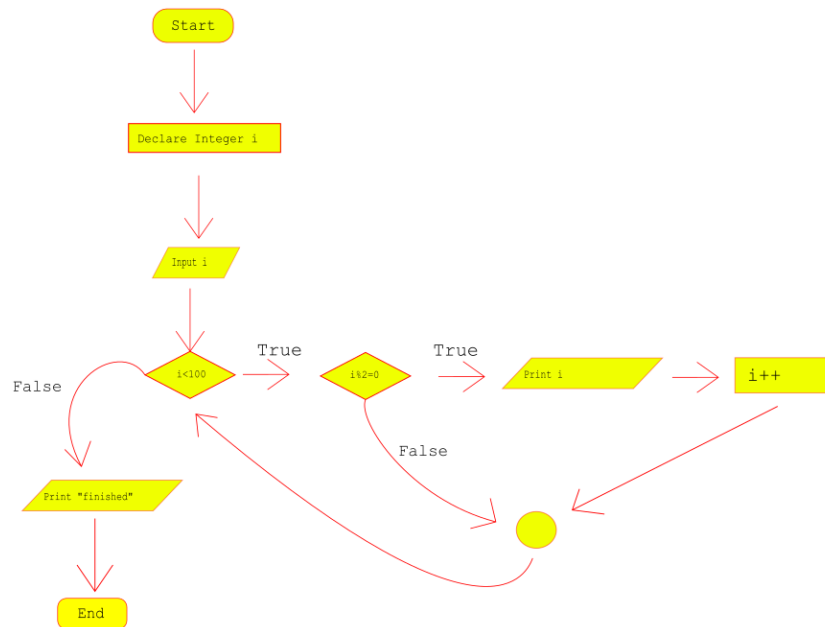 Start
Declare Integer i
Input i
i<100
True
i%2=0
True
Print i
i++
False
False
Print "finished"
End